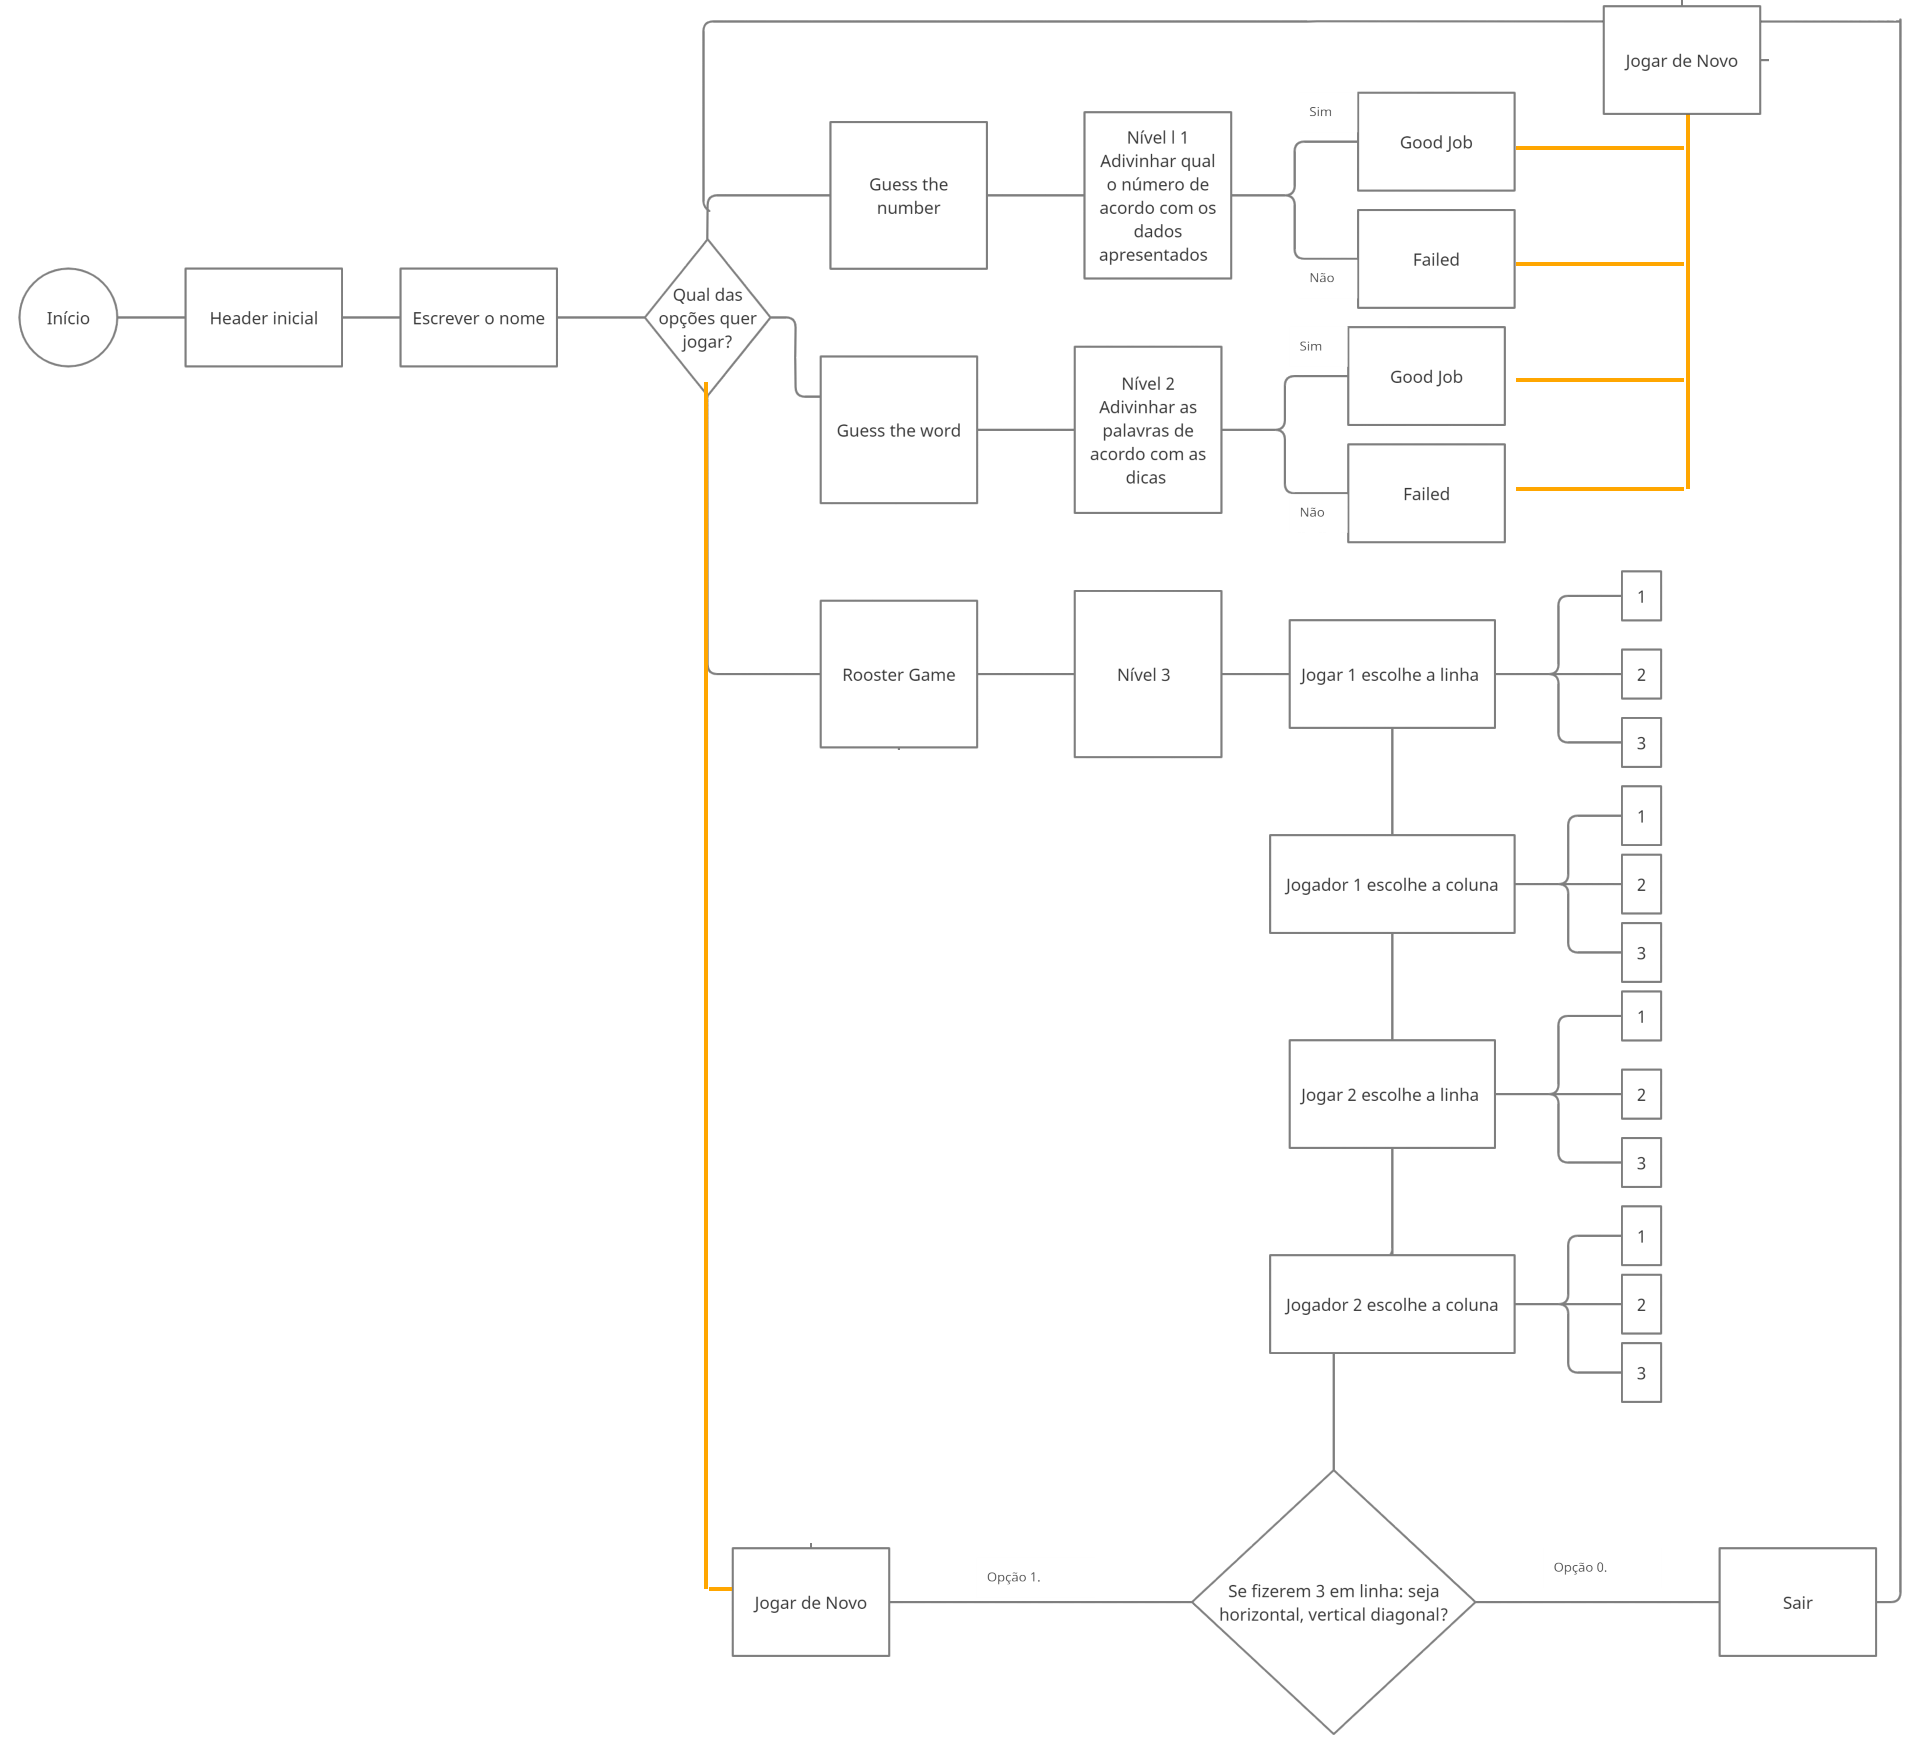 Jogar de Novo
Sim
Good Job
Guess the
number
Nível l 1
Adivinhar qual
o número de
acordo com os
dados
apresentados
Failed
Não
Início
Header inicial
Escrever o nome
Qual das
opções quer
jogar?
Sim
Good Job
Guess the word
Nível 2
Adivinhar as
palavras de
acordo com as
dicas
Failed
Não
Rooster Game
Nível 3
Jogar 1 escolhe a linha
1
2
3
Jogador 1 escolhe a coluna
1
2
3
Jogar 2 escolhe a linha
1
2
3
Jogador 2 escolhe a coluna
1
2
3
Jogar de Novo
Opção 1.
Se fizerem 3 em linha: seja
horizontal, vertical diagonal?
Opção 0.
Sair